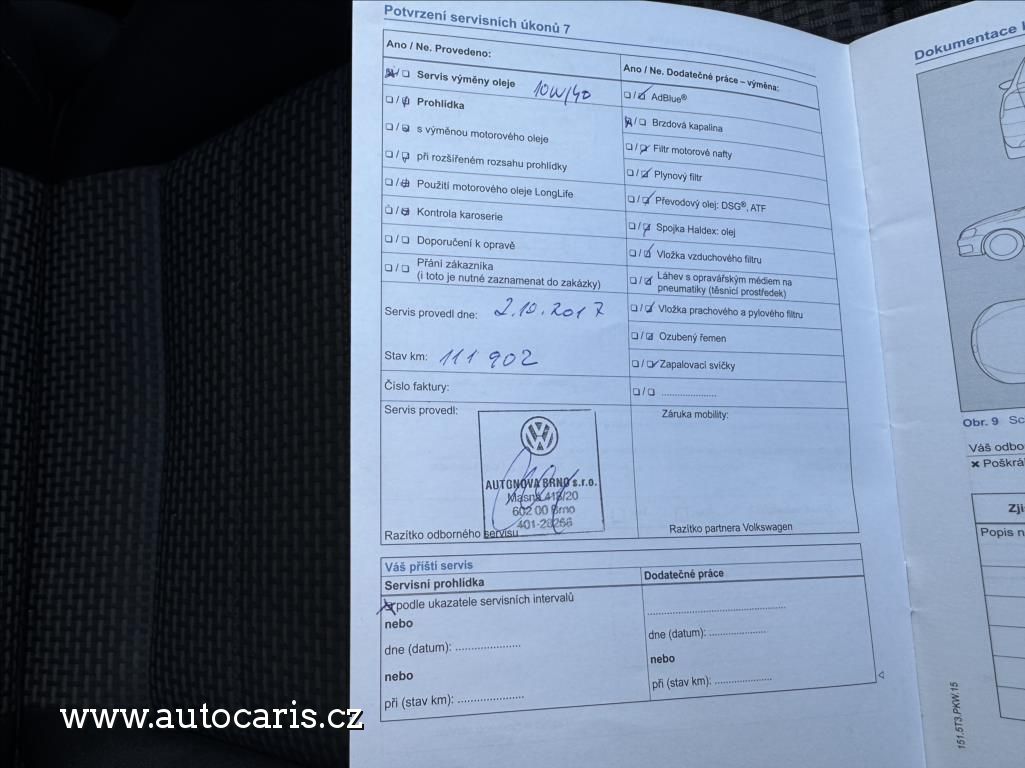 Potvrzení servisních úkonů 7
Ano / Ne. Provedeno:
Servis výměny oleje 10W/40
Prohlídka
s výměnou motorového oleje
při rozšířeném rozsahu prohlídky
Použití motorového oleje LongLife
Kontrola karoserie
Doporučení k opravě
Přání zákazníka
(i toto je nutné zaznamenat do zakázky)
Servis provedl dne: 2.10.2017
Stav km: 111 902
Číslo faktury:
Servis provedl:
AUTONOVA BRNO s.r.o.
Masná 418/20
602 00 Brno
Razítko odborného servisu
Ano / Ne. Dodatečné práce – výměna:
AdBlue®
Brzdová kapalina
Filtr motorové nafty
Plynový filtr
Převodový olej: DSG®, ATF
Spojka Haldex: olej
Vložka vzduchového filtru
Láhev s opravářským médiem na
pneumatiky (těsnicí prostředek)
Vložka prachového a pylového filtru
Ozubený řemen
Zapalovací svíčky
Záruka mobility:
Razítko partnera Volkswagen
Váš příští servis
Servisní prohlídka
podle ukazatele servisních intervalů
nebo
dne (datum): ....................
nebo
při (stav km): ....................
Dodatečné práce
dne (datum): ..................
nebo
při (stav km): ..................
Dokumentace
Obr. 9
Váš odbo
Poškrá
Zji
Popis n
151.5T3.PKW.15
www.autocaris.cz